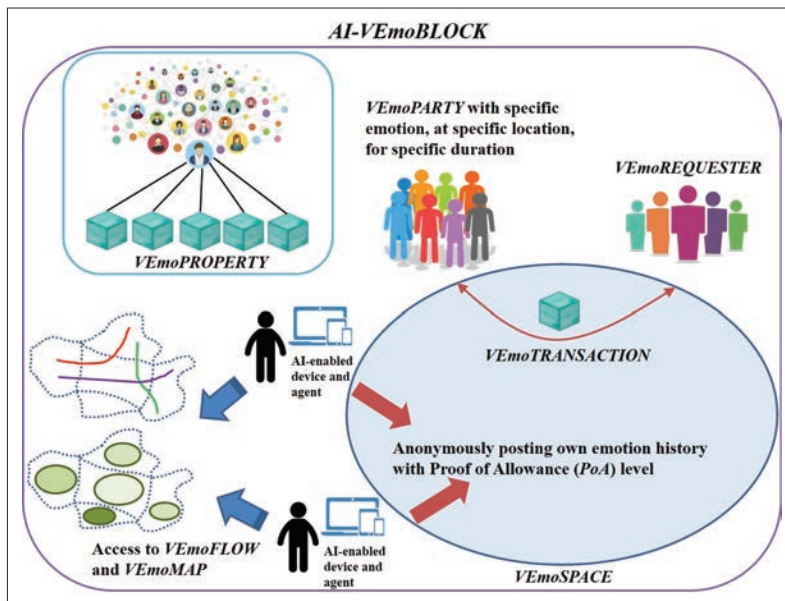 AI-VEmoBLOCK
VEmoPARTY with specific
emotion, at specific location,
for specific duration
VEmoREQUESTER
VEmoPROPERTY
VEmoTRANSACTION
AI-enabled
device and
agent
Anonymously posting own emotion history
with Proof of Allowance (PoA) level
Access to VEmoFLOW
and VEmoMAP
AI-enabled
device and
agent
VEmoSPACE